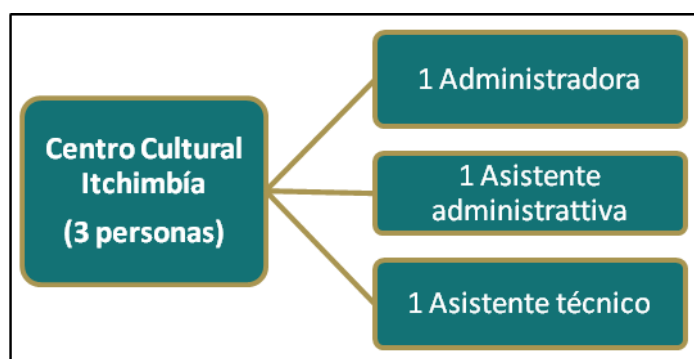 Centro Cultural
Itchimbía
(3 personas)
1 Administradora
1 Asistente
administrattiva
1 Asistente técnico